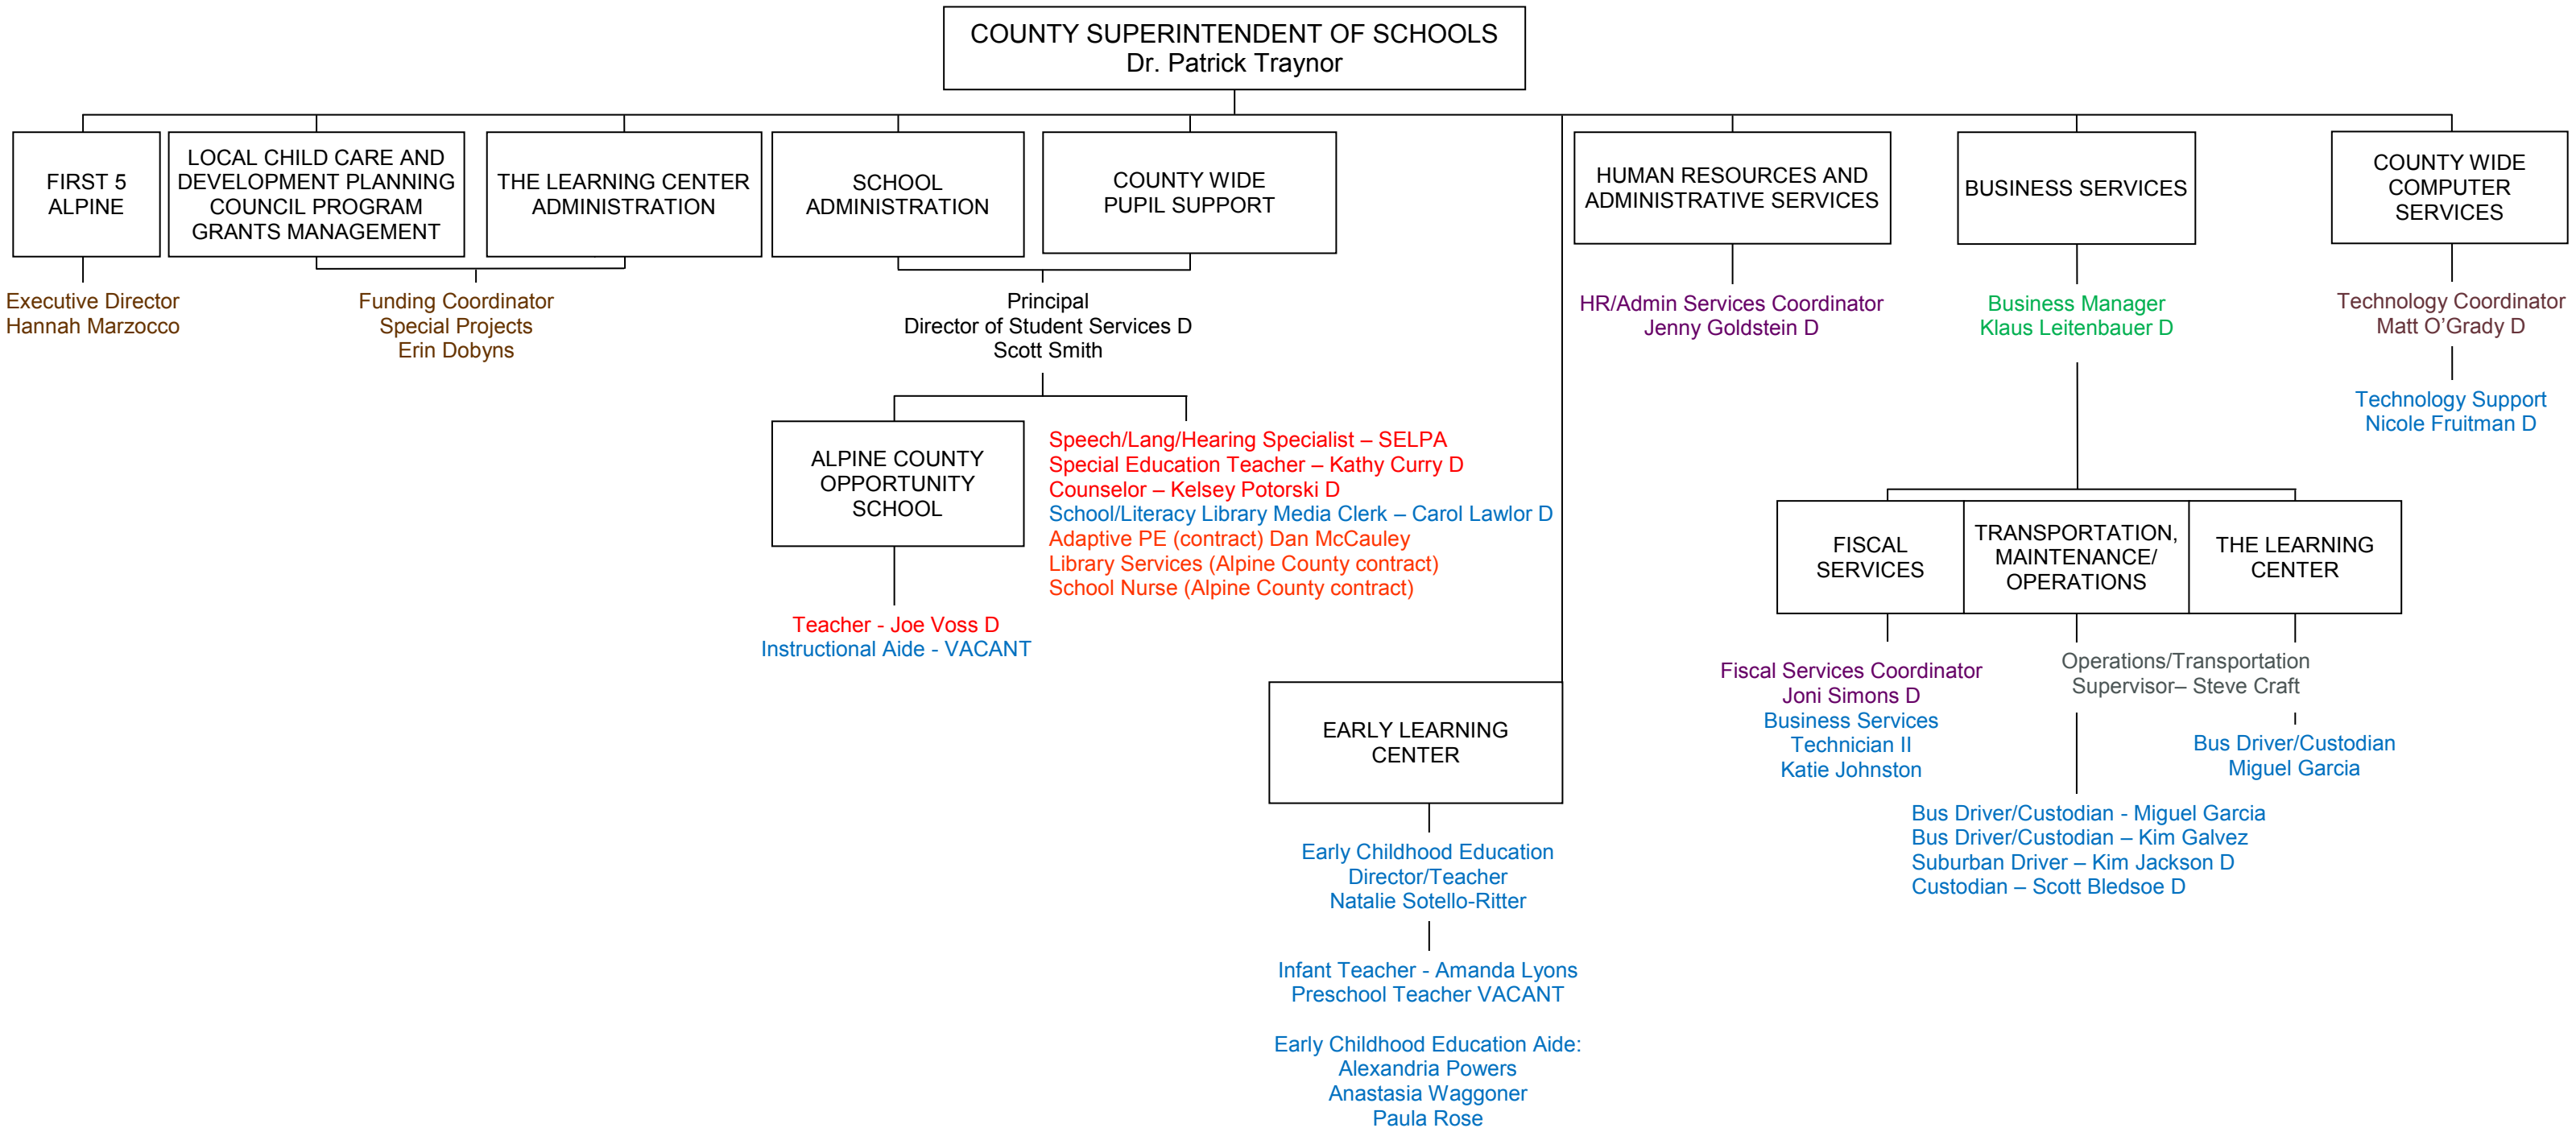 COUNTY SUPERINTENDENT OF SCHOOLS
Dr. Patrick Traynor
FIRST 5
ALPINE
LOCAL CHILD CARE AND
DEVELOPMENT PLANNING
COUNCIL PROGRAM
GRANTS MANAGEMENT
THE LEARNING CENTER
ADMINISTRATION
SCHOOL
ADMINISTRATION
COUNTY WIDE
PUPIL SUPPORT
HUMAN RESOURCES AND
ADMINISTRATIVE SERVICES
BUSINESS SERVICES
COUNTY WIDE
COMPUTER
SERVICES
Executive Director
Hannah Marzocco
Funding Coordinator
Special Projects
Erin Dobyns
Principal
Director of Student Services D
Scott Smith
HR/Admin Services Coordinator
Jenny Goldstein D
Business Manager
Klaus Leitenbauer D
Technology Coordinator
Matt O’Grady D
Technology Support
Nicole Fruitman D
ALPINE COUNTY
OPPORTUNITY
SCHOOL
Speech/Lang/Hearing Specialist – SELPA
Special Education Teacher – Kathy Curry D
Counselor – Kelsey Potorski D
School/Literacy Library Media Clerk – Carol Lawlor D
Adaptive PE (contract) Dan McCauley
Library Services (Alpine County contract)
School Nurse (Alpine County contract)
Teacher - Joe Voss D
Instructional Aide - VACANT
FISCAL
SERVICES
TRANSPORTATION,
MAINTENANCE/
OPERATIONS
THE LEARNING
CENTER
Fiscal Services Coordinator
Joni Simons D
Business Services
Technician II
Katie Johnston
Operations/Transportation
Supervisor– Steve Craft
Bus Driver/Custodian
Miguel Garcia
Bus Driver/Custodian - Miguel Garcia
Bus Driver/Custodian – Kim Galvez
Suburban Driver – Kim Jackson D
Custodian – Scott Bledsoe D
EARLY LEARNING
CENTER
Early Childhood Education
Director/Teacher
Natalie Sotello-Ritter
Infant Teacher - Amanda Lyons
Preschool Teacher VACANT
Early Childhood Education Aide:
Alexandria Powers
Anastasia Waggoner
Paula Rose